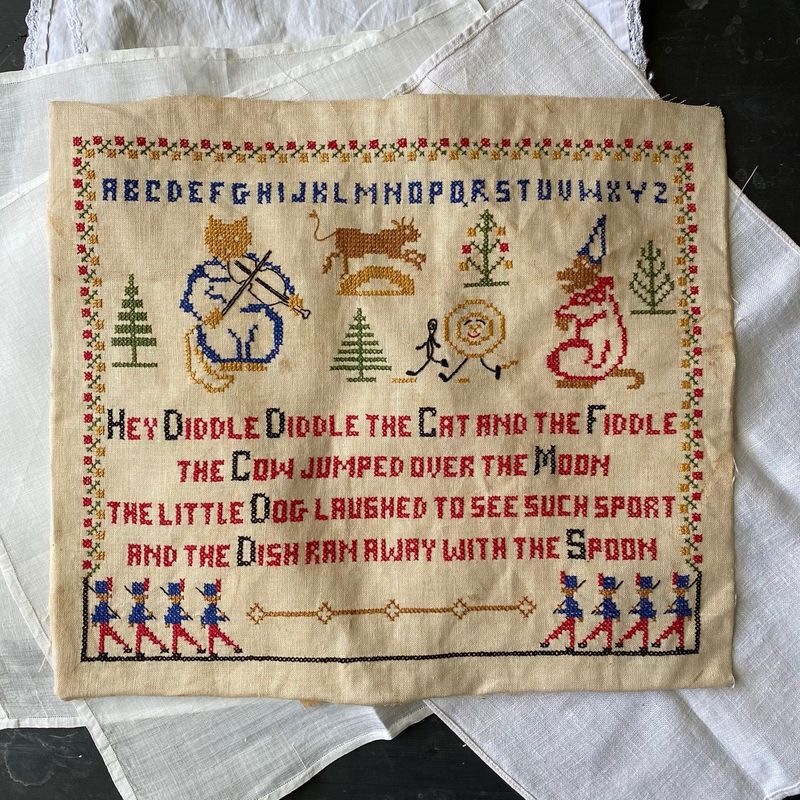 ABCDEFGHIJKLMNOPQRSTUVWXYZ
HEY DIDDLE DIDDLE THE CAT AND THE FIDDLE
THE COW JUMPED OVER THE MOON
THE LITTLE DOG LAUGHED TO SEE SUCH SPORT
AND THE DISH RAN AWAY WITH THE SPOON